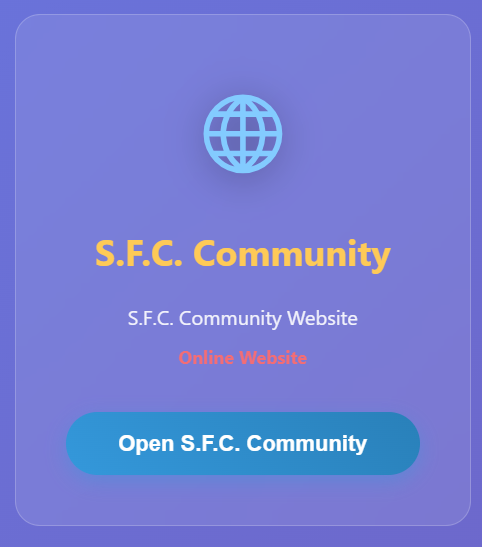 S.F.C. Community
S.F.C. Community Website
Online Website
Open S.F.C. Community